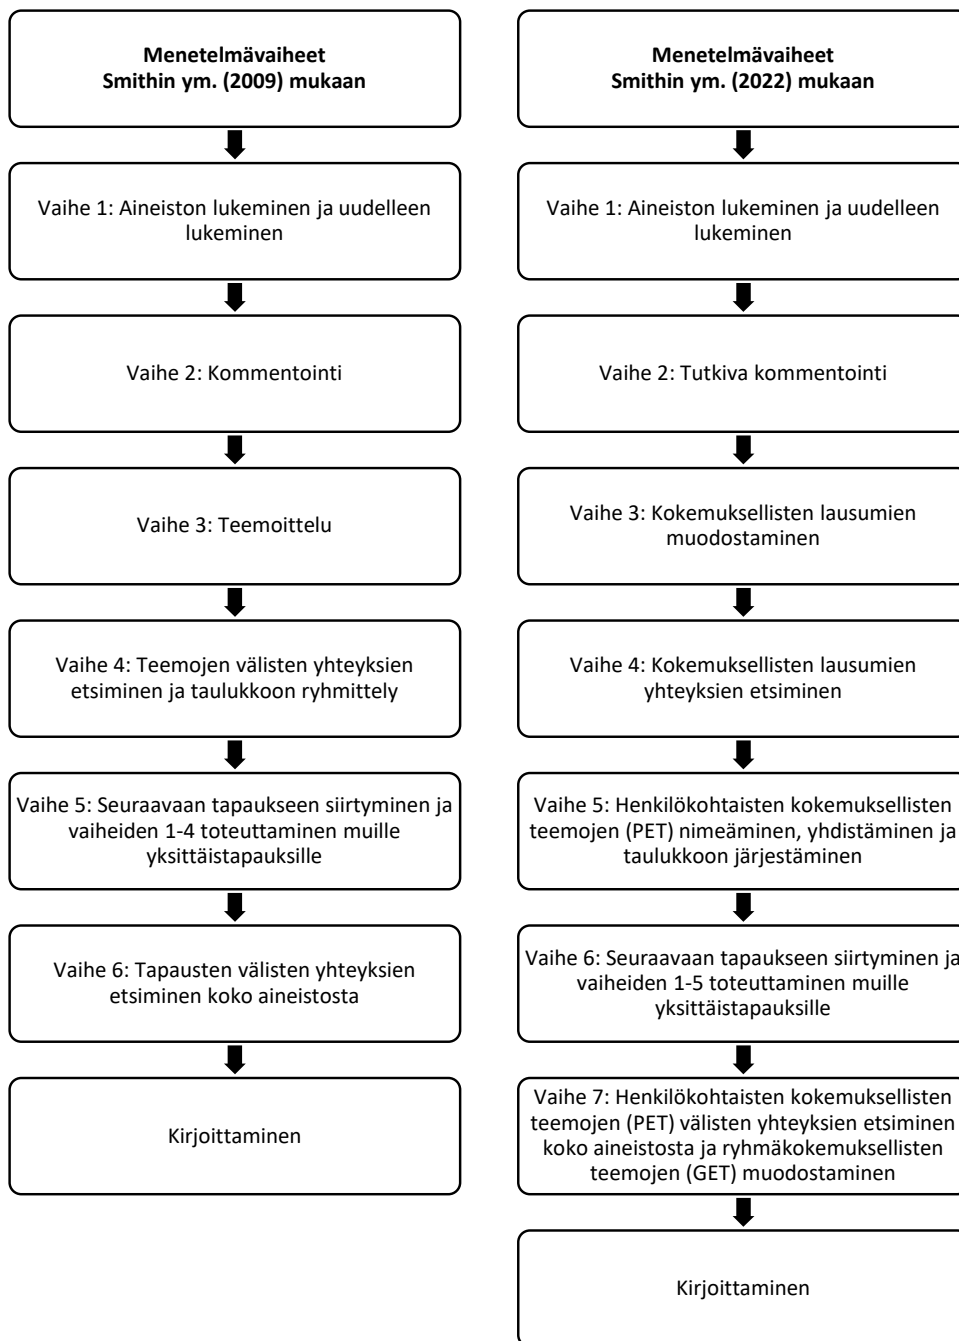 Menetelmävaiheet
Smithin ym. (2009) mukaan
Vaihe 1: Aineiston lukeminen ja uudelleen
lukeminen
Vaihe 2: Kommentointi
Vaihe 3: Teemoittelu
Vaihe 4: Teemojen välisten yhteyksien
etsiminen ja taulukkoon ryhmittely
Vaihe 5: Seuraavaan tapaukseen siirtyminen ja
vaiheiden 1-4 toteuttaminen muille
yksittäistapauksille
Vaihe 6: Tapausten välisten yhteyksien
etsiminen koko aineistosta
Kirjoittaminen
Menetelmävaiheet
Smithin ym. (2022) mukaan
Vaihe 1: Aineiston lukeminen ja uudelleen
lukeminen
Vaihe 2: Tutkiva kommentointi
Vaihe 3: Kokemuksellisten lausumien
muodostaminen
Vaihe 4: Kokemuksellisten lausumien
yhteyksien etsiminen
Vaihe 5: Henkilökohtaisten kokemuksellisten
teemojen (PET) nimeäminen, yhdistäminen ja
taulukkoon järjestäminen
Vaihe 6: Seuraavaan tapaukseen siirtyminen ja
vaiheiden 1-5 toteuttaminen muille
yksittäistapauksille
Vaihe 7: Henkilökohtaisten kokemuksellisten
teemojen (PET) välisten yhteyksien etsiminen
koko aineistosta ja ryhmäkokemuksellisten
teemojen (GET) muodostaminen
Kirjoittaminen